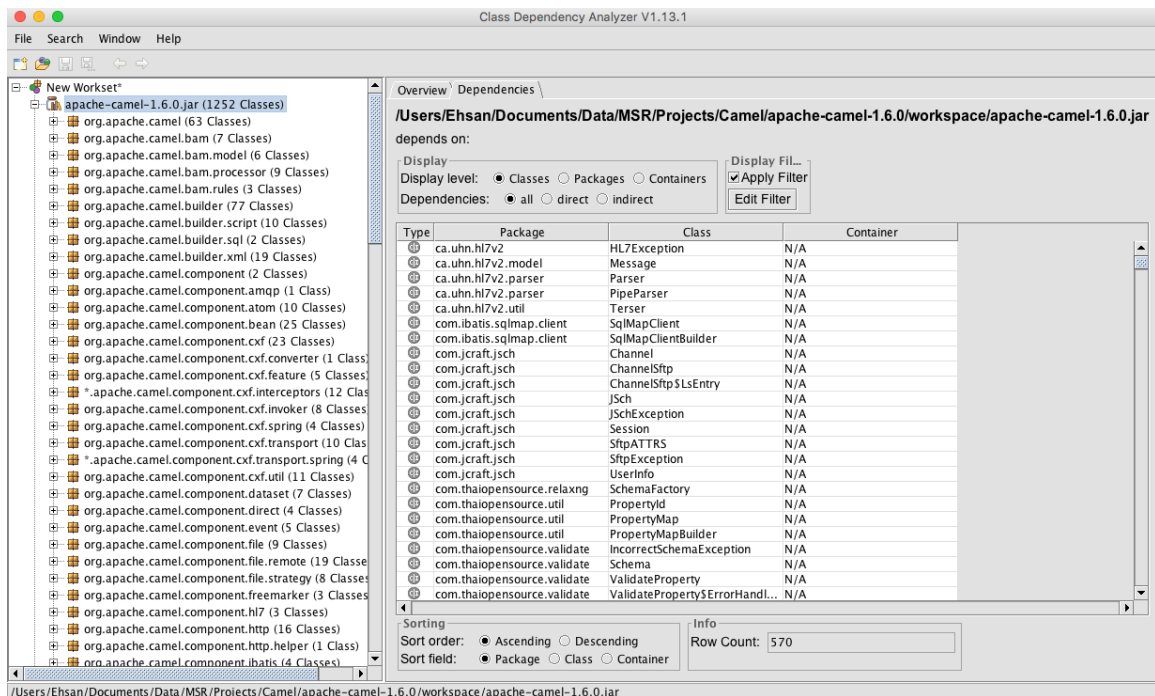 Class Dependency Analyzer V1.13.1
File Search Window Help
New Workset*
apache-camel-1.6.0.jar (1252 Classes)
org.apache.camel (63 Classes)
org.apache.camel.bam (7 Classes)
org.apache.camel.bam.model (6 Classes)
org.apache.camel.bam.processor (9 Classes)
org.apache.camel.bam.rules (3 Classes)
org.apache.camel.builder (77 Classes)
org.apache.camel.builder.script (10 Classes)
org.apache.camel.builder.sql (2 Classes)
org.apache.camel.builder.xml (19 Classes)
org.apache.camel.component (2 Classes)
org.apache.camel.component.amqp (1 Class)
org.apache.camel.component.atom (10 Classes)
org.apache.camel.component.bean (25 Classes)
org.apache.camel.component.cxf (23 Classes)
org.apache.camel.component.cxf.converter (1 Class)
org.apache.camel.component.cxf.feature (5 Classes)
*.apache.camel.component.cxf.interceptors (12 Clas
org.apache.camel.component.cxf.invoker (8 Classes
org.apache.camel.component.cxf.spring (4 Classes)
org.apache.camel.component.cxf.transport (10 Clas
*.apache.camel.component.cxf.transport.spring (4 C
org.apache.camel.component.cxf.util (11 Classes)
org.apache.camel.component.dataset (7 Classes)
org.apache.camel.component.direct (4 Classes)
org.apache.camel.component.event (5 Classes)
org.apache.camel.component.file (9 Classes)
org.apache.camel.component.file.remote (19 Classe
org.apache.camel.component.file.strategy (8 Classes
org.apache.camel.component.freemarker (3 Classes
org.apache.camel.component.hl7 (3 Classes)
org.apache.camel.component.http (16 Classes)
org.apache.camel.component.http.helper (1 Class)
org.apache.camel.component.ibatis (4 Classes)
Overview Dependencies
/Users/Ehsan/Documents/Data/MSR/Projects/Camel/apache-camel-1.6.0/workspace/apache-camel-1.6.0.jar
depends on:
Display
Display level: Classes Packages Containers
Dependencies: all direct indirect
Display Fil...
Apply Filter
Edit Filter
Type Package Class Container
ca.uhn.hl7v2 HL7Exception N/A
ca.uhn.hl7v2.model Message N/A
ca.uhn.hl7v2.parser Parser N/A
ca.uhn.hl7v2.parser PipeParser N/A
ca.uhn.hl7v2.util Terser N/A
com.ibatis.sqlmap.client SqlMapClient N/A
com.ibatis.sqlmap.client SqlMapClientBuilder N/A
com.jcraft.jsch Channel N/A
com.jcraft.jsch ChannelSftp N/A
com.jcraft.jsch ChannelSftp$LsEntry N/A
com.jcraft.jsch JSch N/A
com.jcraft.jsch JSchException N/A
com.jcraft.jsch Session N/A
com.jcraft.jsch SftpATTRS N/A
com.jcraft.jsch SftpException N/A
com.jcraft.jsch UserInfo N/A
com.thaiopensource.relaxng SchemaFactory N/A
com.thaiopensource.util PropertyId N/A
com.thaiopensource.util PropertyMap N/A
com.thaiopensource.util PropertyMapBuilder N/A
com.thaiopensource.validate IncorrectSchemaException N/A
com.thaiopensource.validate Schema N/A
com.thaiopensource.validate ValidateProperty N/A
com.thaiopensource.validate ValidateProperty$ErrorHandl... N/A
Sorting
Sort order: Ascending Descending
Sort field: Package Class Container
Info
Row Count: 570
/Users/Ehsan/Documents/Data/MSR/Projects/Camel/apache-camel-1.6.0/workspace/apache-camel-1.6.0.jar